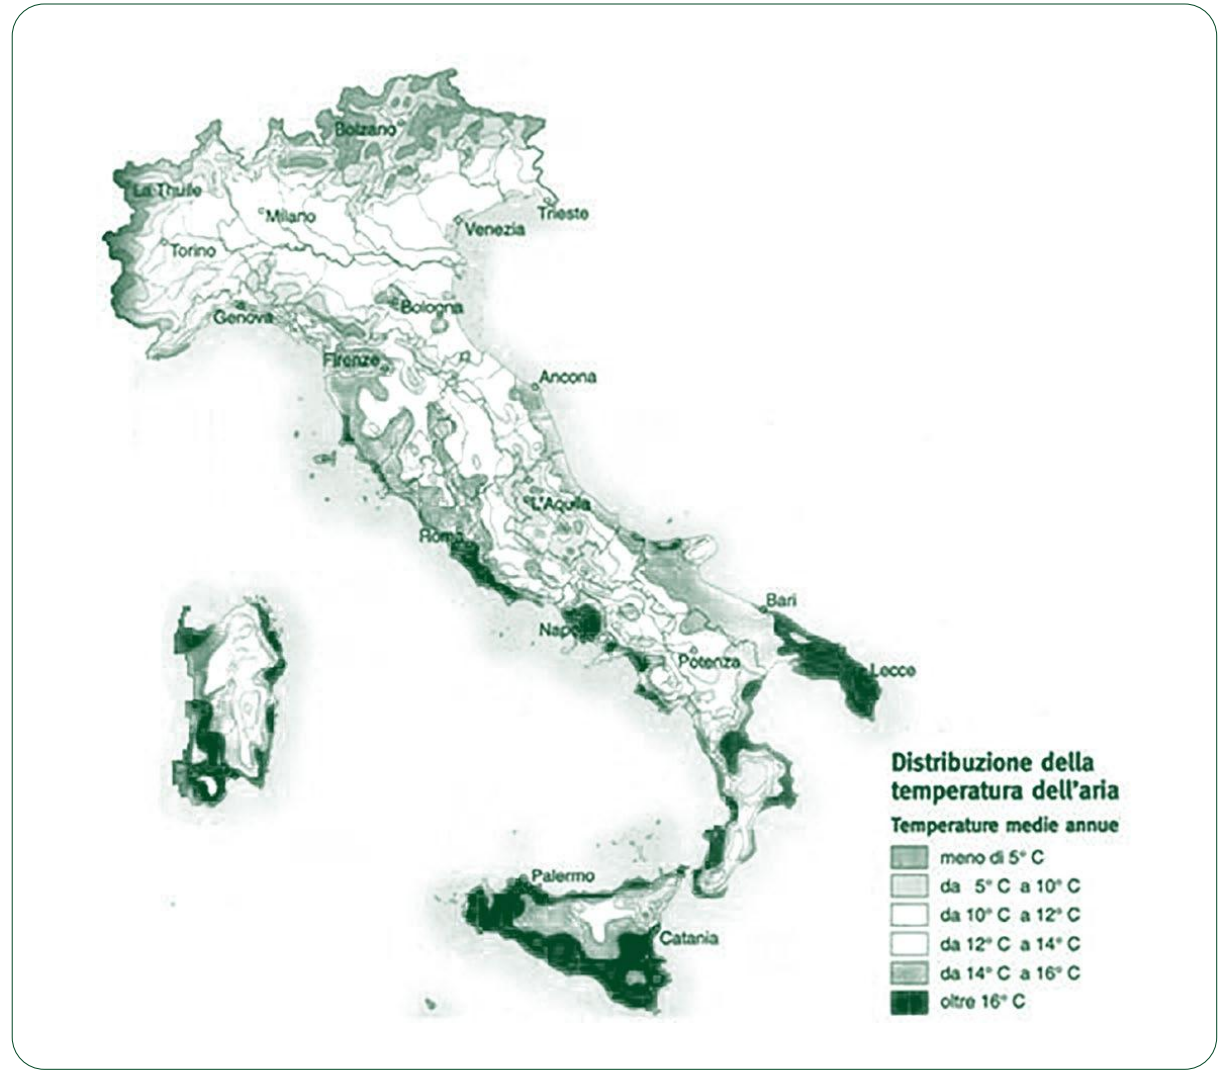 Bolzano
La Thuile
Milano
Trieste
Venezia
Torino
Bologna
Genova
Firenze
Ancona
L'Aquila
Roma
Bari
Napoli
Potenza
Lecce
Distribuzione della
temperatura dell'aria
Temperature medie annue
meno di 5° C
da 5° C a 10° C
da 10° C a 12° C
da 12° C a 14° C
da 14° C a 16° C
oltre 16° C
Palermo
Catania